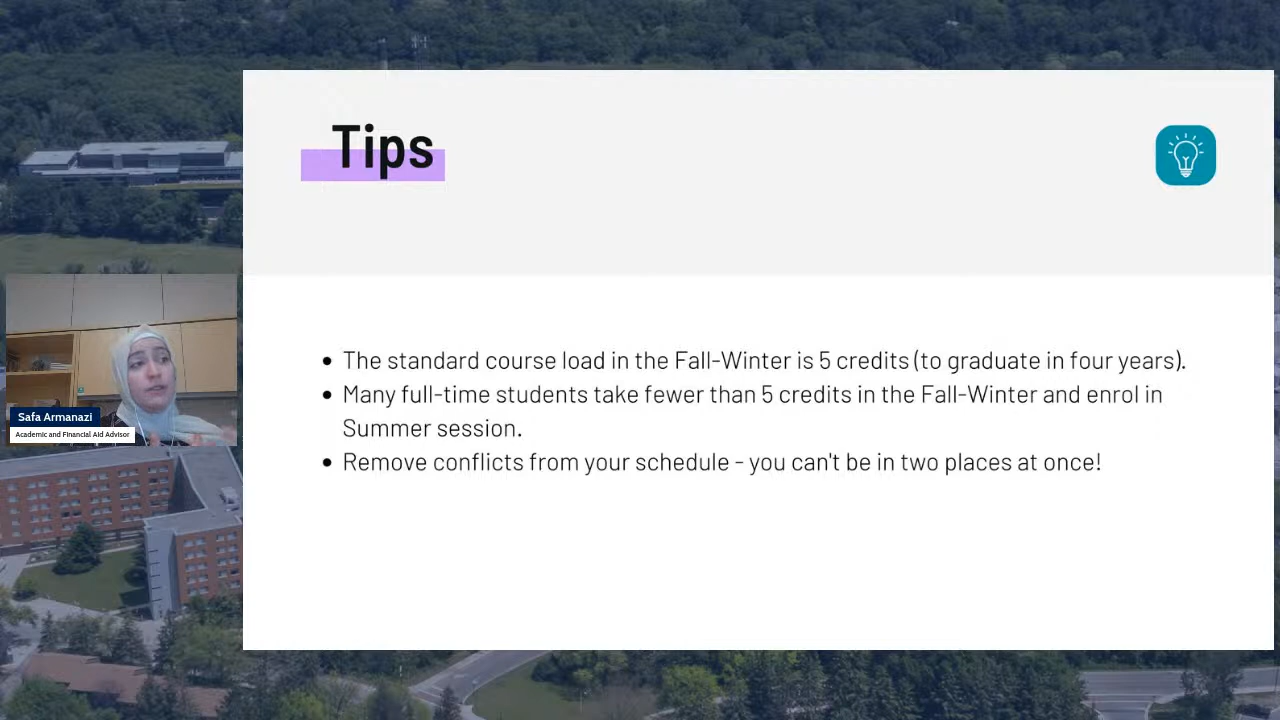 Tips
• The standard course load in the Fall-Winter is 5 credits (to graduate in four years).
• Many full-time students take fewer than 5 credits in the Fall-Winter and enrol in
Summer session.
• Remove conflicts from your schedule - you can't be in two places at once!
Safa Armanazi
Academic and Financial Aid Advisor